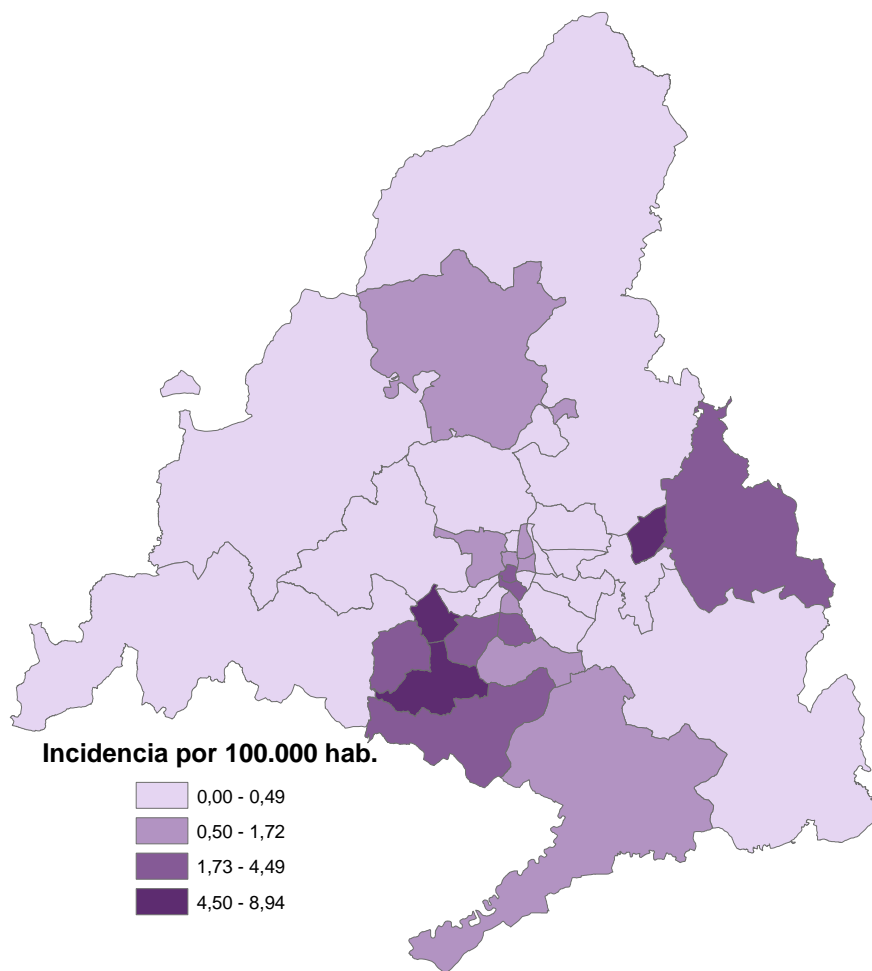 Incidencia por 100.000 hab.
0,00 - 0,49
0,50 - 1,72
1,73 - 4,49
4,50 - 8,94